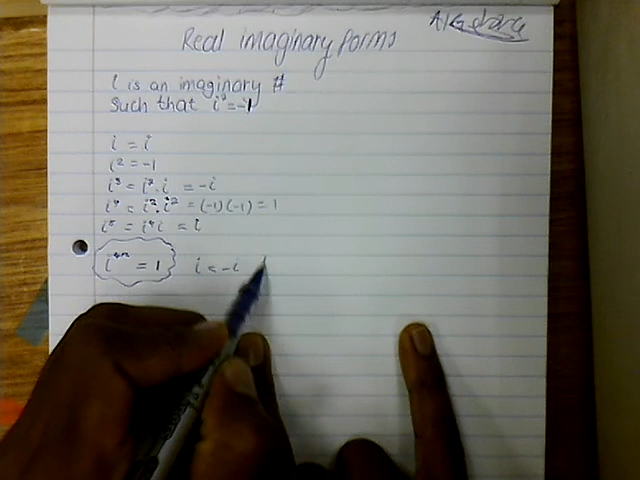 Algebra
Real imaginary Forms
i is an imaginary #
Such that i² = -1
i = i
i² = -1
i³ = i².i = -i
i⁴ = i².i² = (-1)(-1) = 1
i⁵ = i⁴i = i
i⁴ⁿ = 1 i = -i